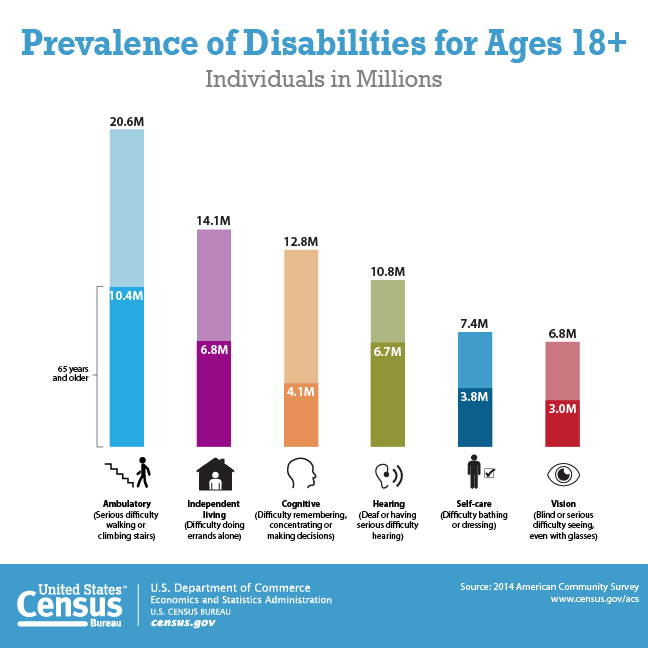 Prevalence of Disabilities for Ages 18+
Individuals in Millions
20.6M
14.1M
12.8M
10.8M
7.4M
6.8M
10.4M
6.8M
4.1M
6.7M
3.8M
3.0M
65 years
and older
Ambulatory
(Serious difficulty
walking or
climbing stairs)
Independent
living
(Difficulty doing
errands alone)
Cognitive
(Difficulty remembering,
concentrating or
making decisions)
Hearing
(Deaf or having
serious difficulty
hearing)
Self-care
(Difficulty bathing
or dressing)
Vision
(Blind or serious
difficulty seeing,
even with glasses)
United States™
Census
Bureau
U.S. Department of Commerce
Economics and Statistics Administration
U.S. CENSUS BUREAU
census.gov
Source: 2014 American Community Survey
www.census.gov/acs